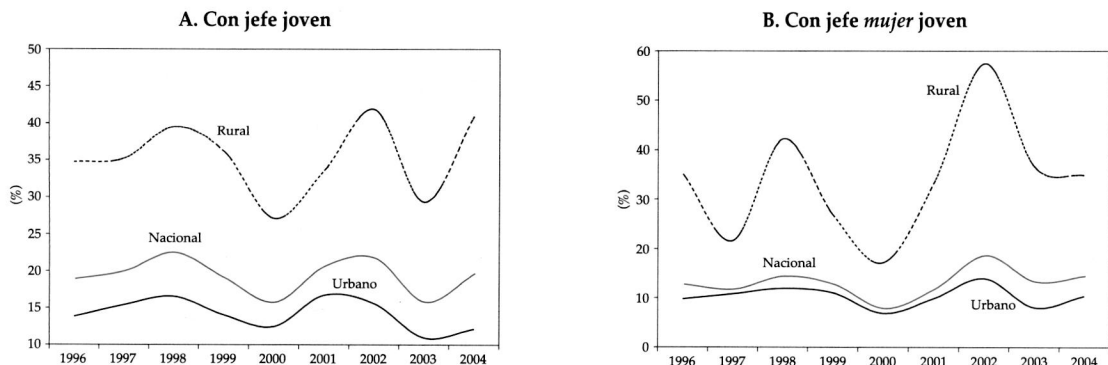 A. Con jefe joven
50
45
40
35
30
25
20
15
10
(%)
Rural
Nacional
Urbano
1996 1997 1998 1999 2000 2001 2002 2003 2004
B. Con jefe mujer joven
60
50
40
30
20
10
0
(%)
Rural
Nacional
Urbano
1996 1997 1998 1999 2000 2001 2002 2003 2004